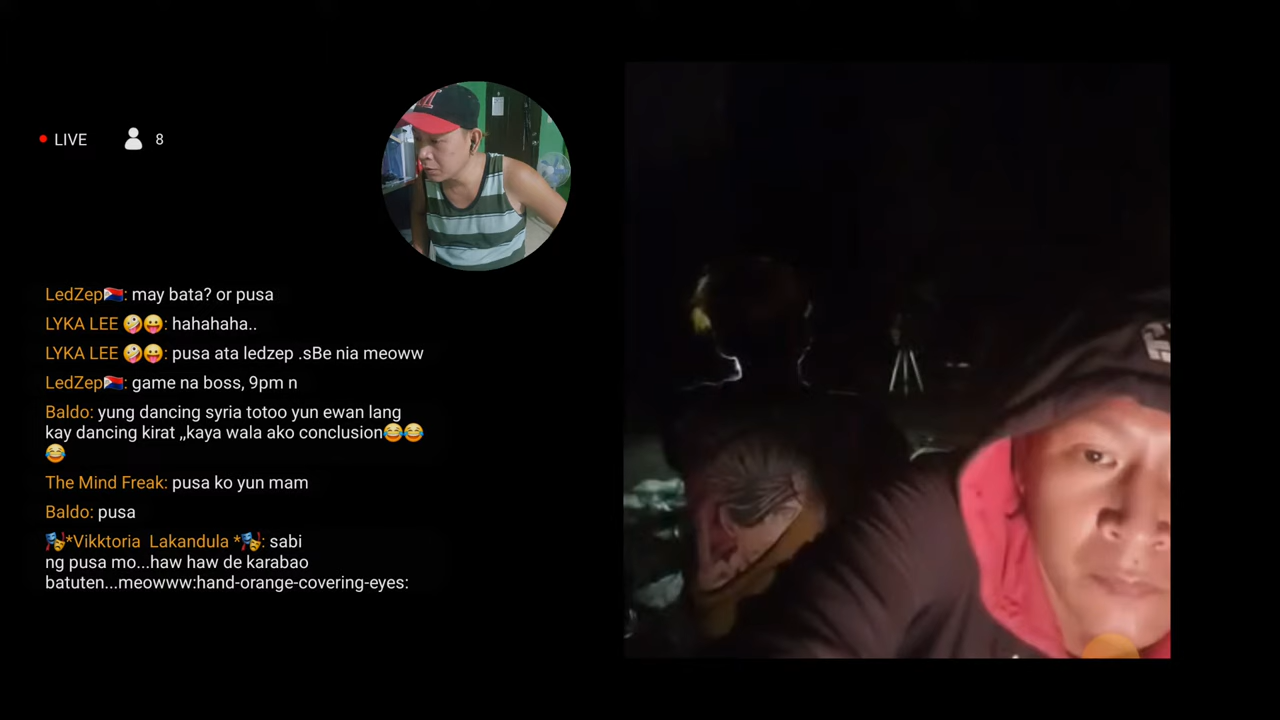 LIVE 8
LedZep🇵🇭: may bata? or pusa
LYKA LEE 🤪😛: hahahaha..
LYKA LEE 🤪😛: pusa ata ledzep .sBe nia meoww
LedZep🇵🇭: game na boss, 9pm n
Baldo: yung dancing syria totoo yun ewan lang
kay dancing kirat ,,kaya wala ako conclusion😂😂
😂
The Mind Freak: pusa ko yun mam
Baldo: pusa
🎭*Vikktoria Lakandula *🎭: sabi
ng pusa mo...haw haw de karabao
batuten...meowww:hand-orange-covering-eyes: